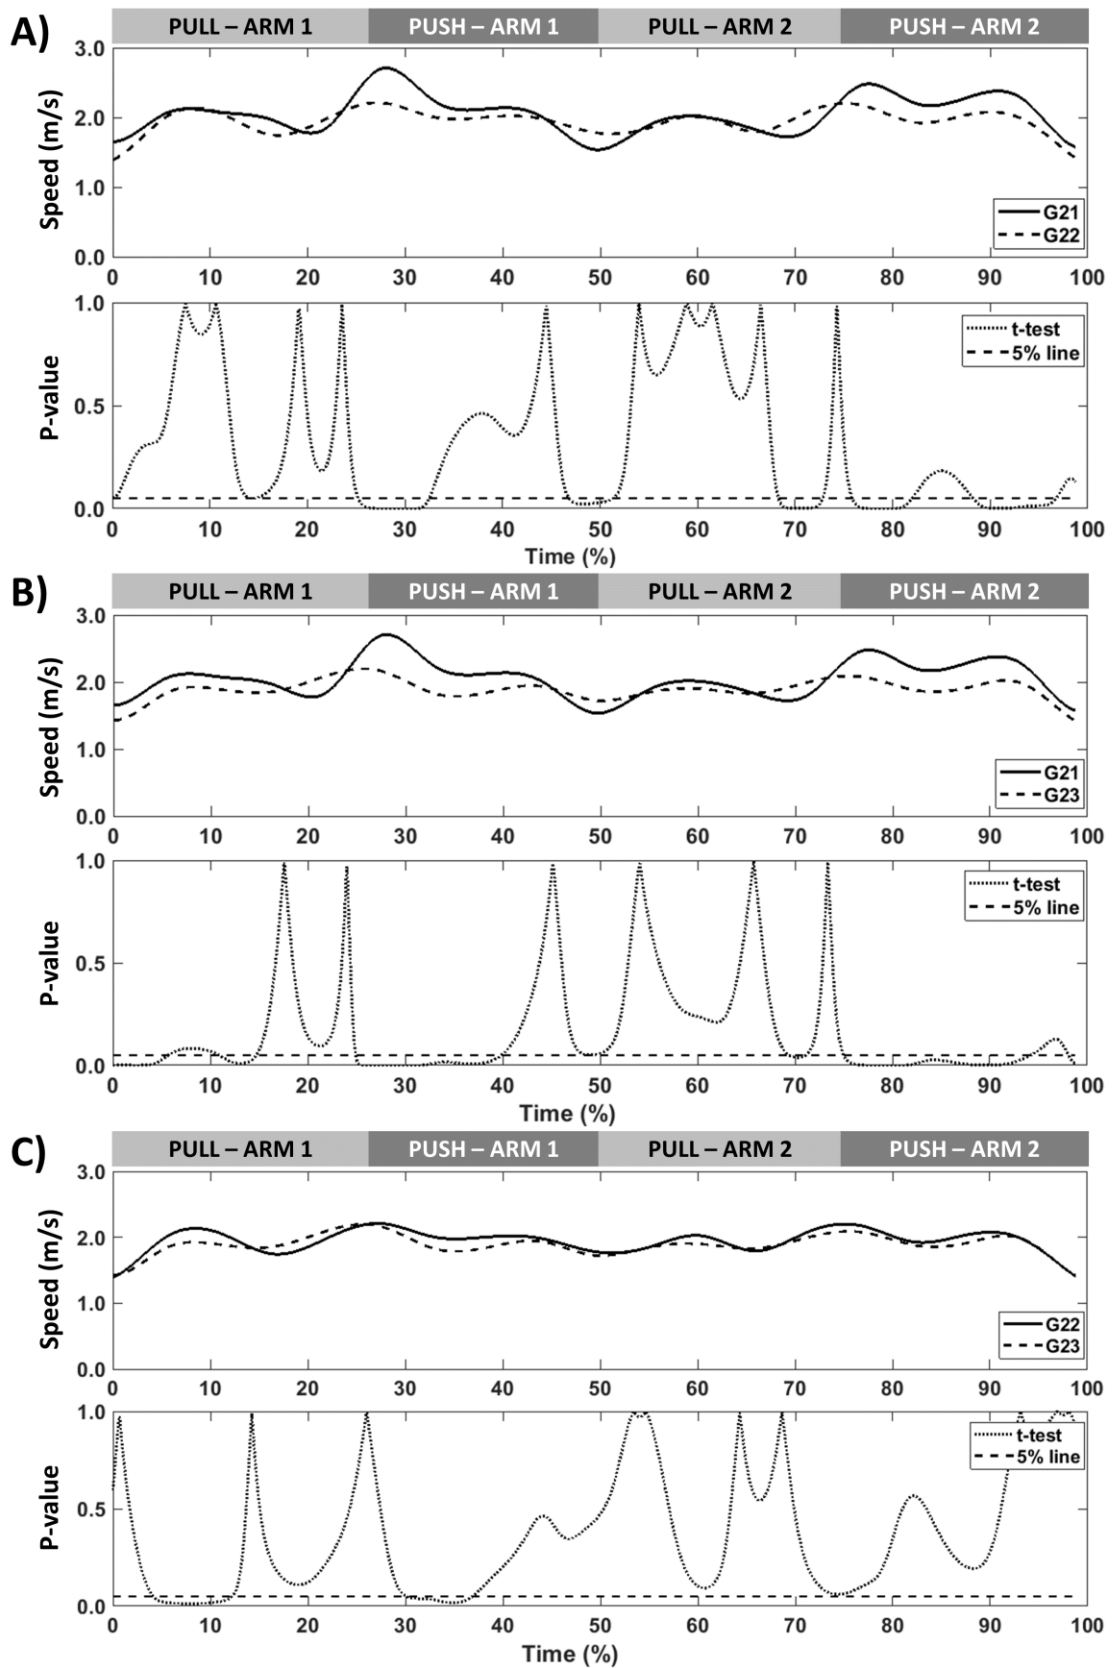 A)
PULL – ARM 1 PUSH – ARM 1 PULL – ARM 2 PUSH – ARM 2
3.0
2.0
1.0
0.0
Speed (m/s)
G21
G22
0 10 20 30 40 50 60 70 80 90 100
1.0
0.5
0.0
P-value
t-test
5% line
0 10 20 30 40 50 60 70 80 90 100
Time (%)
B)
PULL – ARM 1 PUSH – ARM 1 PULL – ARM 2 PUSH – ARM 2
3.0
2.0
1.0
0.0
Speed (m/s)
G21
G23
0 10 20 30 40 50 60 70 80 90 100
1.0
0.5
0.0
P-value
t-test
5% line
0 10 20 30 40 50 60 70 80 90 100
Time (%)
C)
PULL – ARM 1 PUSH – ARM 1 PULL – ARM 2 PUSH – ARM 2
3.0
2.0
1.0
0.0
Speed (m/s)
G22
G23
0 10 20 30 40 50 60 70 80 90 100
1.0
0.5
0.0
P-value
t-test
5% line
0 10 20 30 40 50 60 70 80 90 100
Time (%)